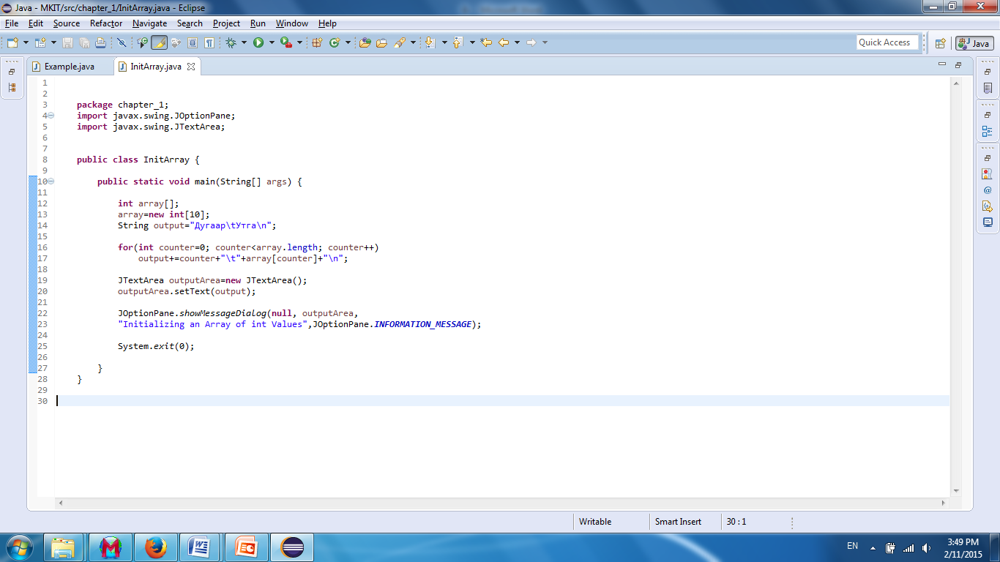 Java - MKIT/src/chapter_1/InitArray.java - Eclipse
File Edit Source Refactor Navigate Search Project Run Window Help
Quick Access
Java
Example.java InitArray.java
1
2
3 package chapter_1;
4 import javax.swing.JOptionPane;
5 import javax.swing.JTextArea;
6
7
8 public class InitArray {
9
10 public static void main(String[] args) {
11
12 int array[];
13 array=new int[10];
14 String output="Дугаар\tУтга\n";
15
16 for(int counter=0; counter<array.length; counter++)
17 output+=counter+"\t"+array[counter]+"\n";
18
19 JTextArea outputArea=new JTextArea();
20 outputArea.setText(output);
21
22 JOptionPane.showMessageDialog(null, outputArea,
23 "Initializing an Array of int Values",JOptionPane.INFORMATION_MESSAGE);
24
25 System.exit(0);
26
27 }
28 }
29
30
Writable Smart Insert 30 : 1
EN 3:49 PM
2/11/2015